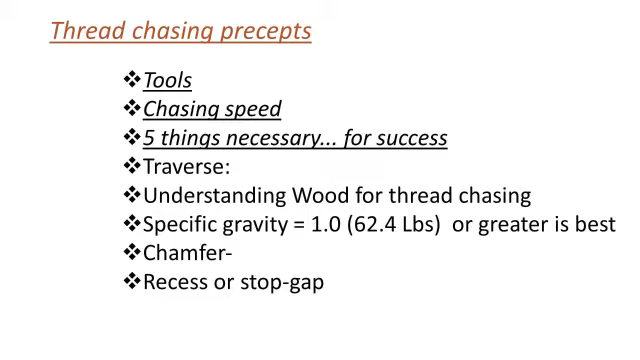 Thread chasing precepts
❖Tools
❖Chasing speed
❖5 things necessary... for success
❖Traverse:
❖Understanding Wood for thread chasing
❖Specific gravity = 1.0 (62.4 Lbs)  or greater is best
❖Chamfer-
❖Recess or stop-gap